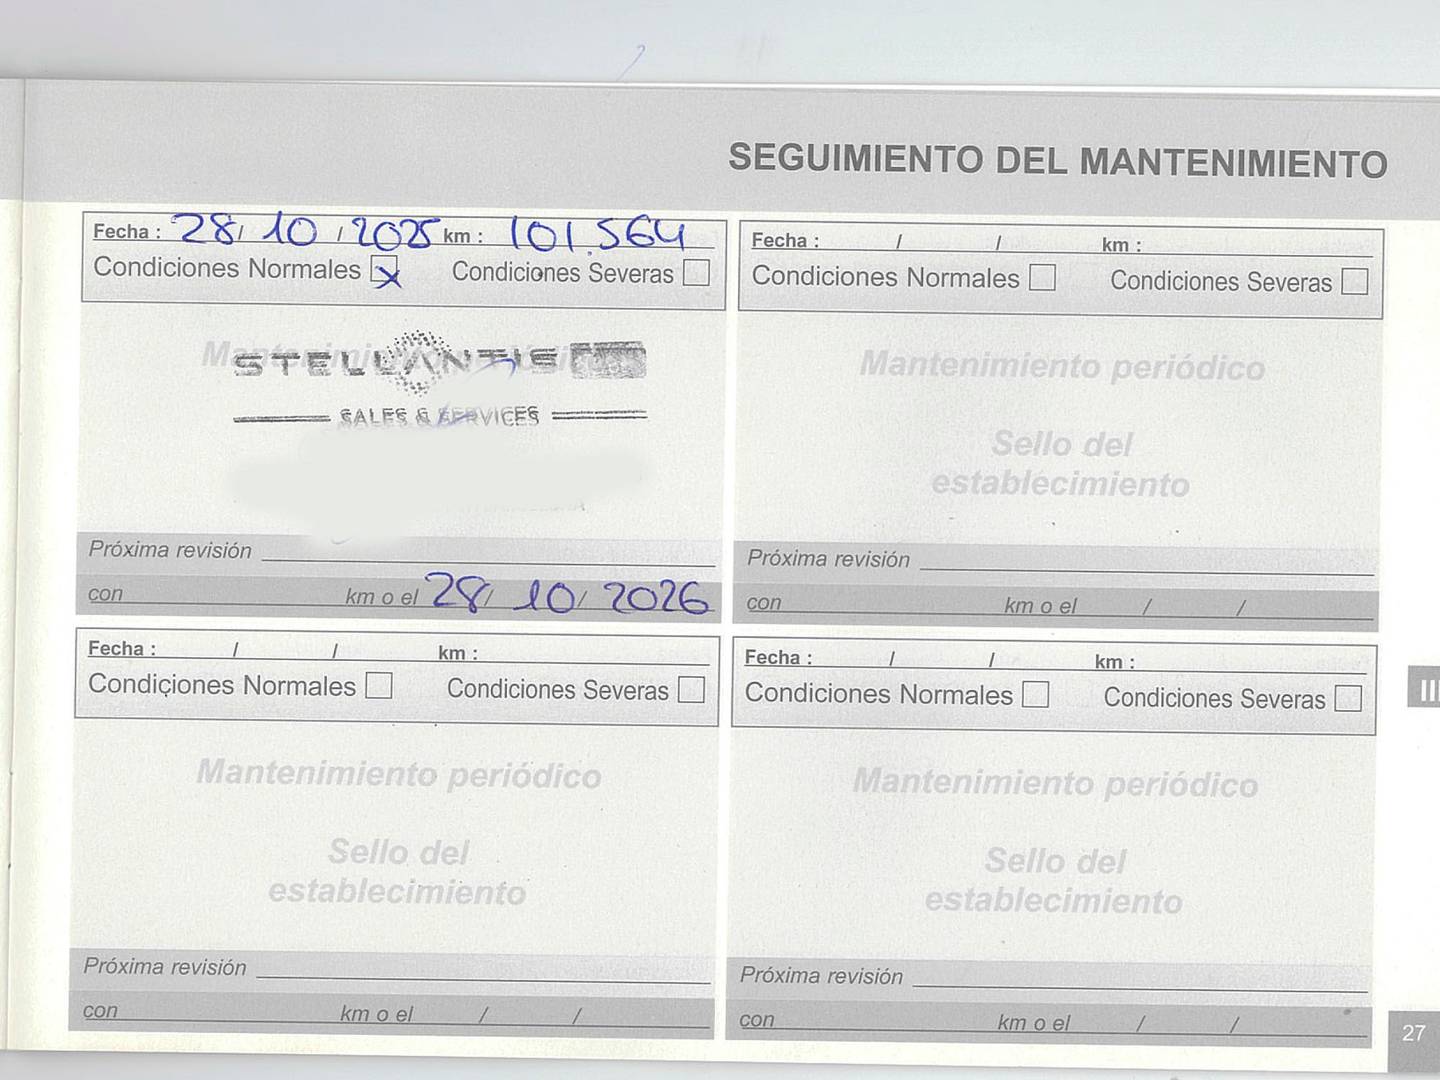 SEGUIMIENTO DEL MANTENIMIENTO
Fecha : 28/ 10 / 2025 km : 101.564
Condiciones Normales X Condiciones Severas
Mantenimiento periódico
STELLANTIS
SALES & SERVICES
Próxima revisión
con km o el 28/ 10/ 2026
Fecha : / / km :
Condiciones Normales Condiciones Severas
Mantenimiento periódico
Sello del
establecimiento
Próxima revisión
con km o el / /
Fecha : / / km :
Condiciones Normales Condiciones Severas
Mantenimiento periódico
Sello del
establecimiento
Próxima revisión
con km o el / /
Fecha : / / km :
Condiciones Normales Condiciones Severas
Mantenimiento periódico
Sello del
establecimiento
Próxima revisión
con km o el / /
III
27